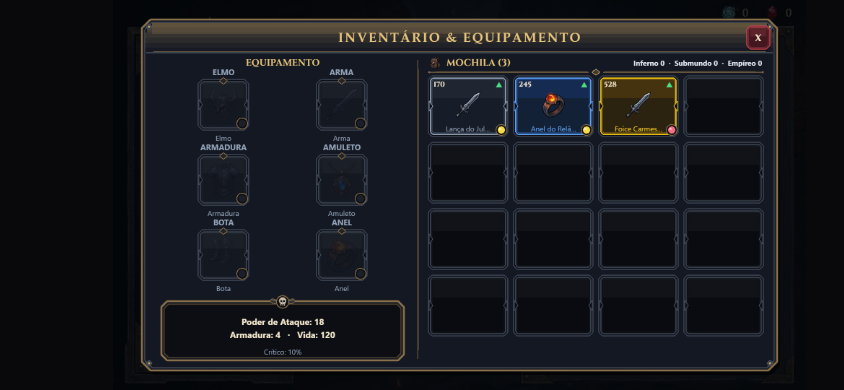 0 0
INVENTÁRIO & EQUIPAMENTO
X
EQUIPAMENTO
ELMO
ARMA
Elmo
Arma
ARMADURA
AMULETO
Armadura
Amuleto
BOTA
ANEL
Bota
Anel
Poder de Ataque: 18
Armadura: 4 · Vida: 120
Crítico: 10%
MOCHILA (3)
Inferno 0 · Submundo 0 · Empíreo 0
170
245
528
Lança do Jul...
Anel do Relâ...
Foice Carmes...